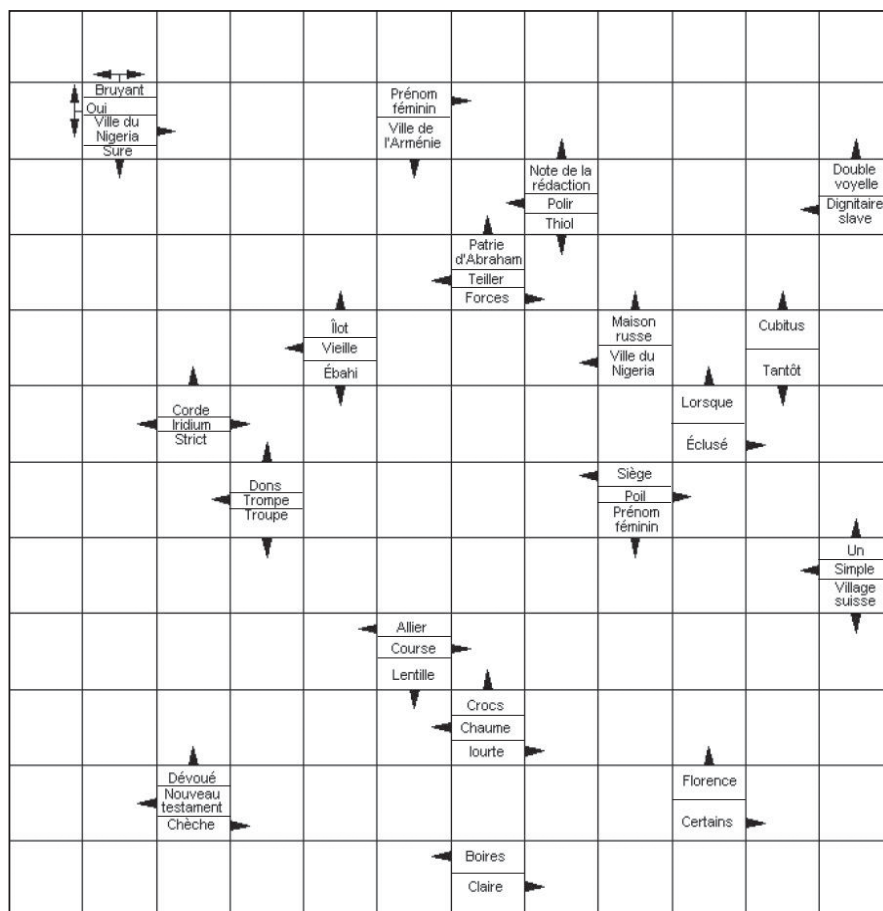 Bruyant
Oui
Ville du
Nigeria
Sure
Prénom
féminin
Ville de
l'Arménie
Note de la
rédaction
Polir
Thiol
Double
voyelle
Dignitaire
slave
Patrie
d'Abraham
Teiller
Forces
Îlot
Vieille
Ébahi
Maison
russe
Ville du
Nigeria
Cubitus
Tantôt
Corde
Iridium
Strict
Lorsque
Éclusé
Dons
Trompe
Troupe
Siège
Poil
Prénom
féminin
Un
Simple
Village
suisse
Allier
Course
Lentille
Crocs
Chaume
Iourte
Dévoué
Nouveau
testament
Chèche
Florence
Certains
Boires
Claire